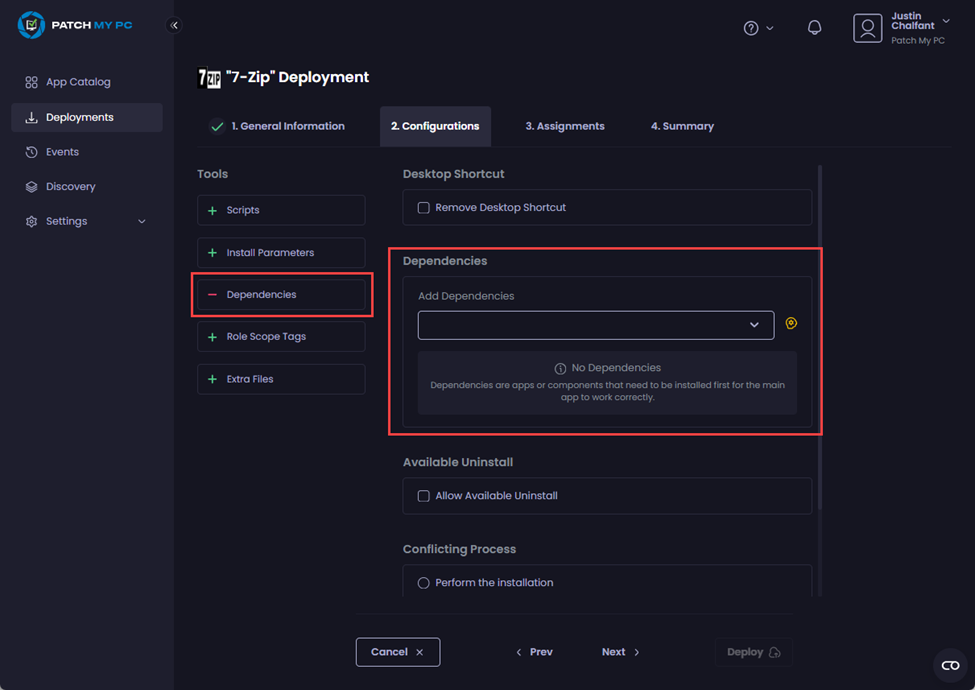 PATCH MY PC
Justin
Chalfant
Patch My PC
App Catalog
Deployments
Events
Discovery
Settings
7ZIP "7-Zip" Deployment
1. General Information
2. Configurations
3. Assignments
4. Summary
Tools
Scripts
Install Parameters
Dependencies
Role Scope Tags
Extra Files
Desktop Shortcut
Remove Desktop Shortcut
Dependencies
Add Dependencies
No Dependencies
Dependencies are apps or components that need to be installed first for the main
app to work correctly.
Available Uninstall
Allow Available Uninstall
Conflicting Process
Perform the installation
Cancel
Prev
Next
Deploy